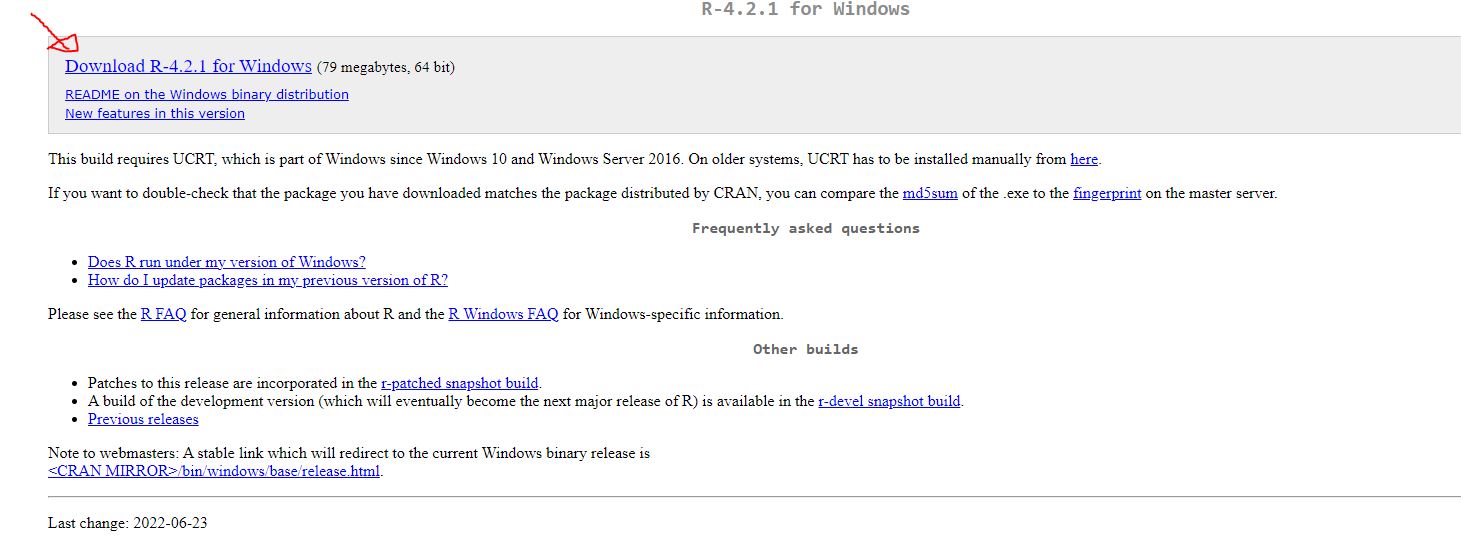 R-4.2.1 for Windows
Download R-4.2.1 for Windows (79 megabytes, 64 bit)
README on the Windows binary distribution
New features in this version
This build requires UCRT, which is part of Windows since Windows 10 and Windows Server 2016. On older systems, UCRT has to be installed manually from here.
If you want to double-check that the package you have downloaded matches the package distributed by CRAN, you can compare the md5sum of the .exe to the fingerprint on the master server.
Frequently asked questions
• Does R run under my version of Windows?
• How do I update packages in my previous version of R?
Please see the R FAQ for general information about R and the R Windows FAQ for Windows-specific information.
Other builds
• Patches to this release are incorporated in the r-patched snapshot build.
• A build of the development version (which will eventually become the next major release of R) is available in the r-devel snapshot build.
• Previous releases
Note to webmasters: A stable link which will redirect to the current Windows binary release is
<CRAN MIRROR>/bin/windows/base/release.html.
Last change: 2022-06-23